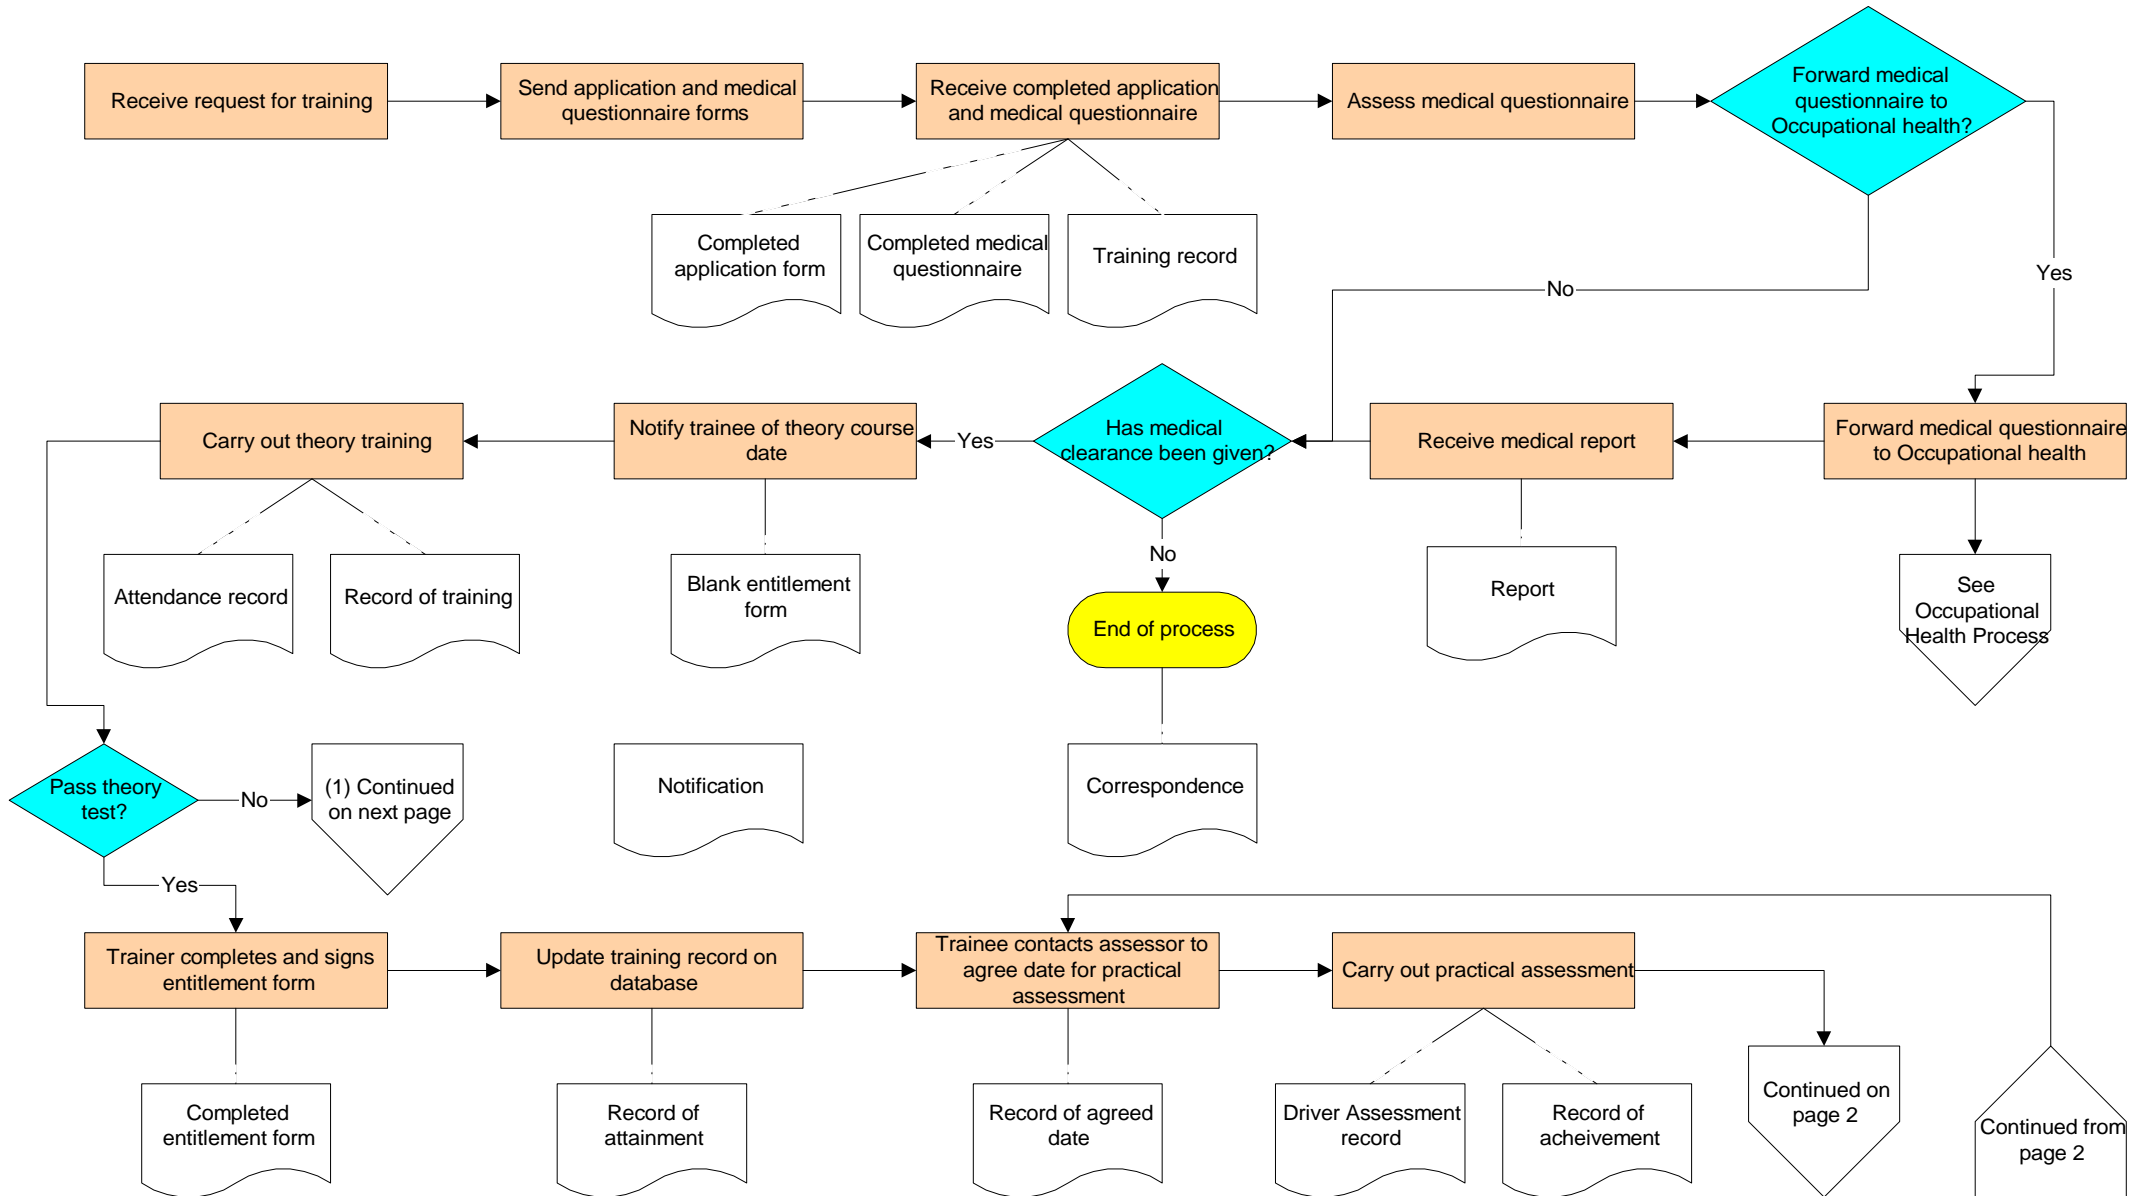 Receive request for training
Send application and medical
questionnaire forms
Receive completed application
and medical questionnaire
Assess medical questionnaire
Forward medical
questionnaire to
Occupational health?
Completed
application form
Completed medical
questionnaire
Training record
No
Yes
Carry out theory training
Notify trainee of theory course
date
Yes
Has medical
clearance been given?
Receive medical report
Forward medical questionnaire
to Occupational health
No
Attendance record
Record of training
Blank entitlement
form
End of process
Report
See
Occupational
Health Process
Pass theory
test?
No
(1) Continued
on next page
Notification
Correspondence
Yes
Trainer completes and signs
entitlement form
Update training record on
database
Trainee contacts assessor to
agree date for practical
assessment
Carry out practical assessment
Completed
entitlement form
Record of
attainment
Record of agreed
date
Driver Assessment
record
Record of
acheivement
Continued on
page 2
Continued from
page 2